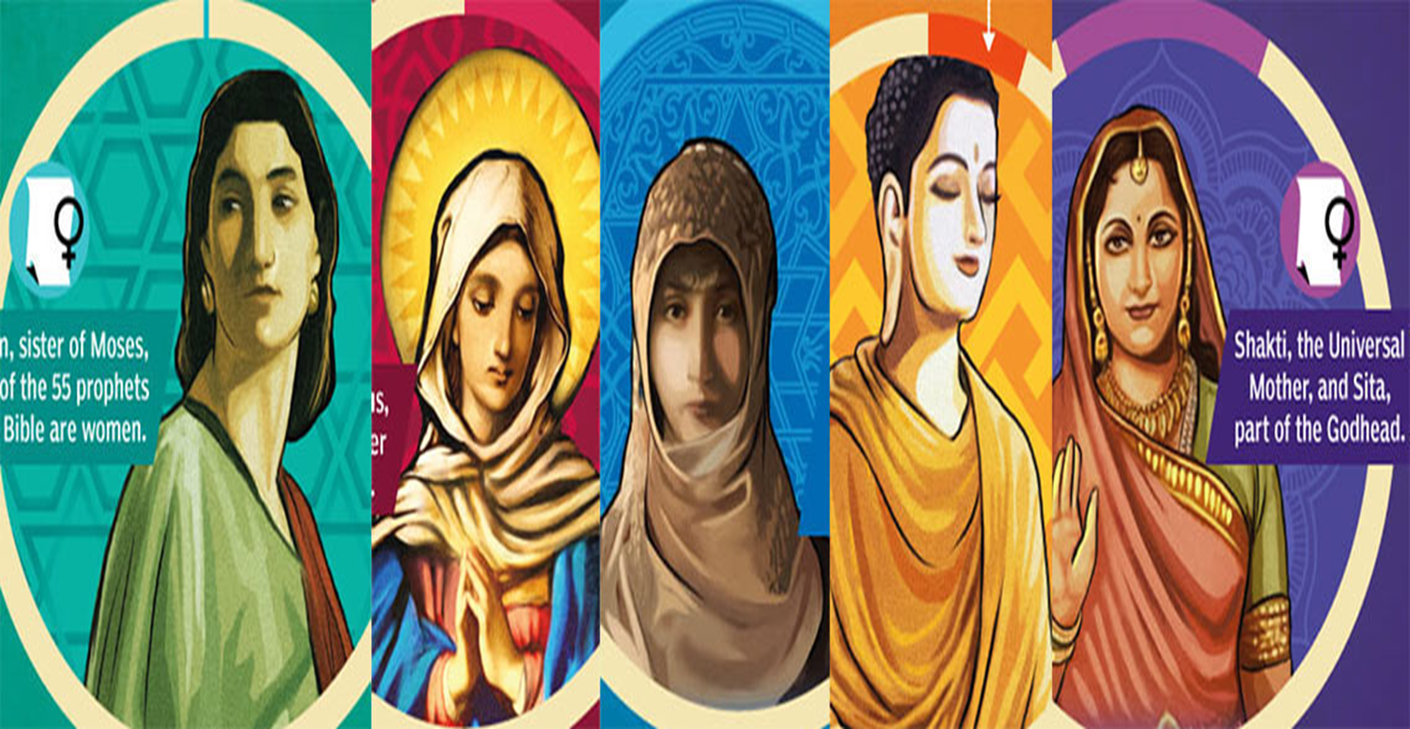 n, sister of Moses,
of the 55 prophets
Bible are women.
us,
er
Shakti, the Universal
Mother, and Sita,
part of the Godhead.